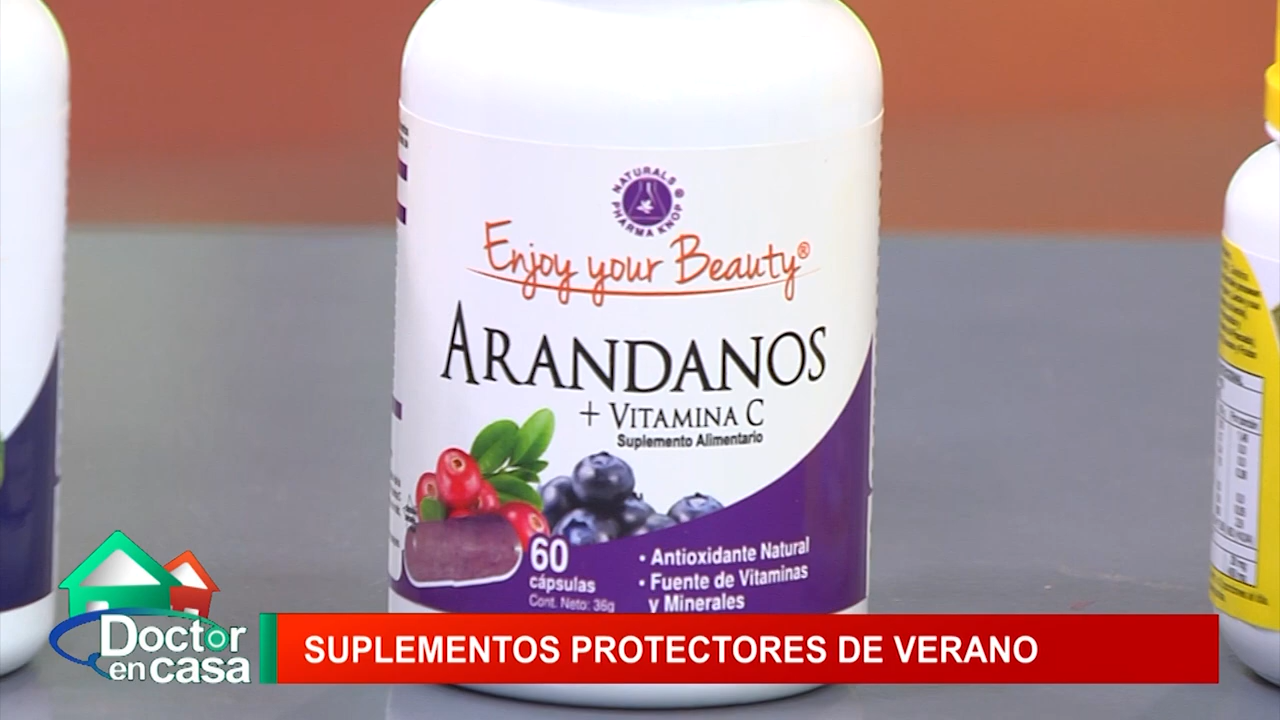 NATURALS ®
PHARMA KNOP
Enjoy your Beauty®
ARANDANOS
+ VITAMINA C
Suplemento Alimentario
60
cápsulas
Cont. Neto: 36g
• Antioxidante Natural
• Fuente de Vitaminas
y Minerales
Doctor
en casa
SUPLEMENTOS PROTECTORES DE VERANO